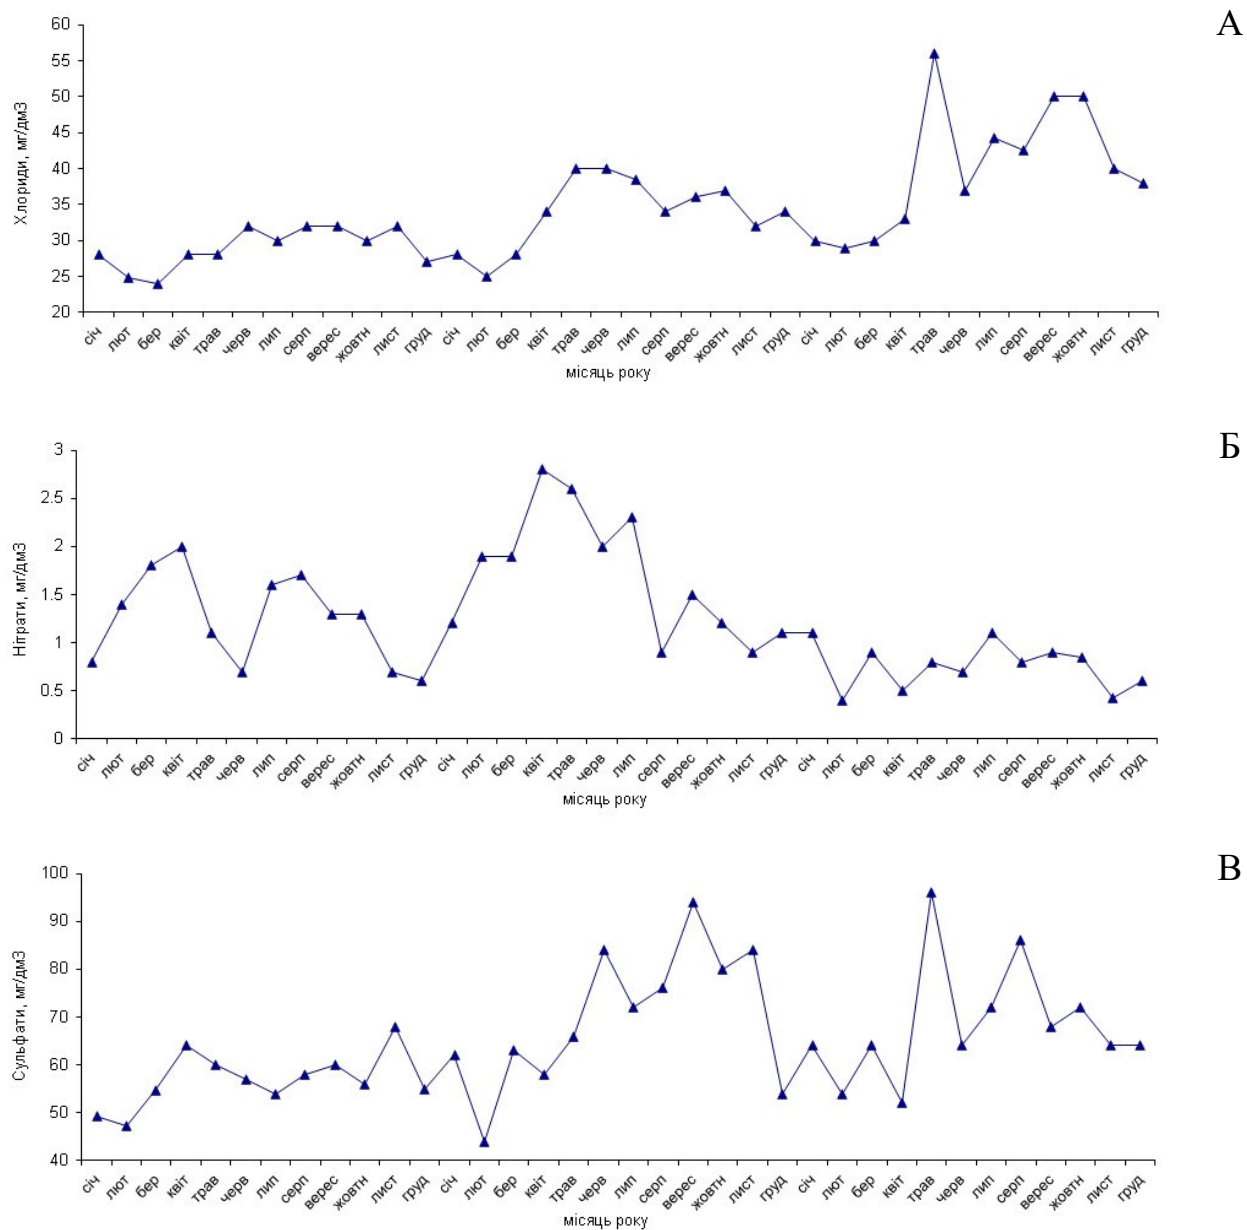 А
60
55
50
45
40
35
30
25
20
Хлориди, мг/дм3
січ лют бер квіт трав черв лип серп верес жовтн лист груд січ лют бер квіт трав черв лип серп верес жовтн лист груд січ лют бер квіт трав черв лип серп верес жовтн лист груд
місяць року
Б
3
2.5
2
1.5
1
0.5
0
Нітрати, мг/дм3
січ лют бер квіт трав черв лип серп верес жовтн лист груд січ лют бер квіт трав черв лип серп верес жовтн лист груд січ лют бер квіт трав черв лип серп верес жовтн лист груд
місяць року
В
100
90
80
70
60
50
40
Сульфати, мг/дм3
січ лют бер квіт трав черв лип серп верес жовтн лист груд січ лют бер квіт трав черв лип серп верес жовтн лист груд січ лют бер квіт трав черв лип серп верес жовтн лист груд
місяць року